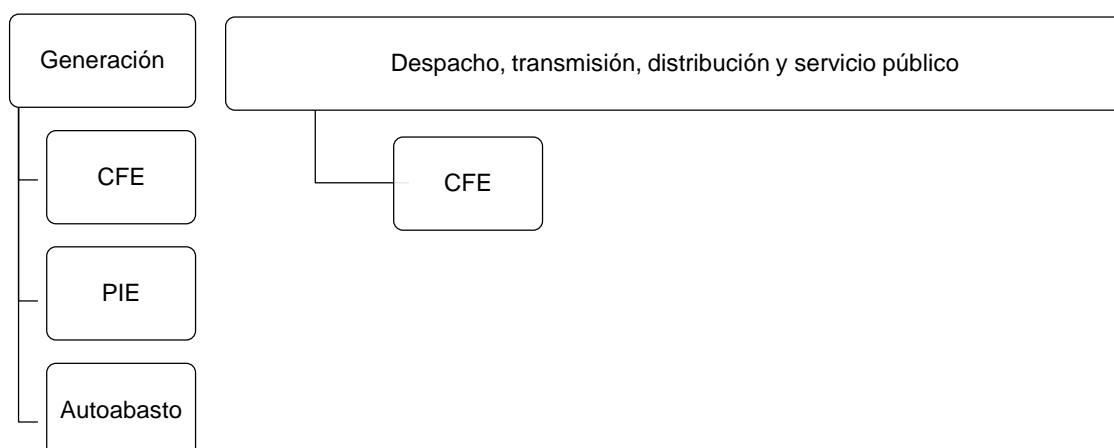 Generación
Despacho, transmisión, distribución y servicio público
CFE
CFE
PIE
Autoabasto